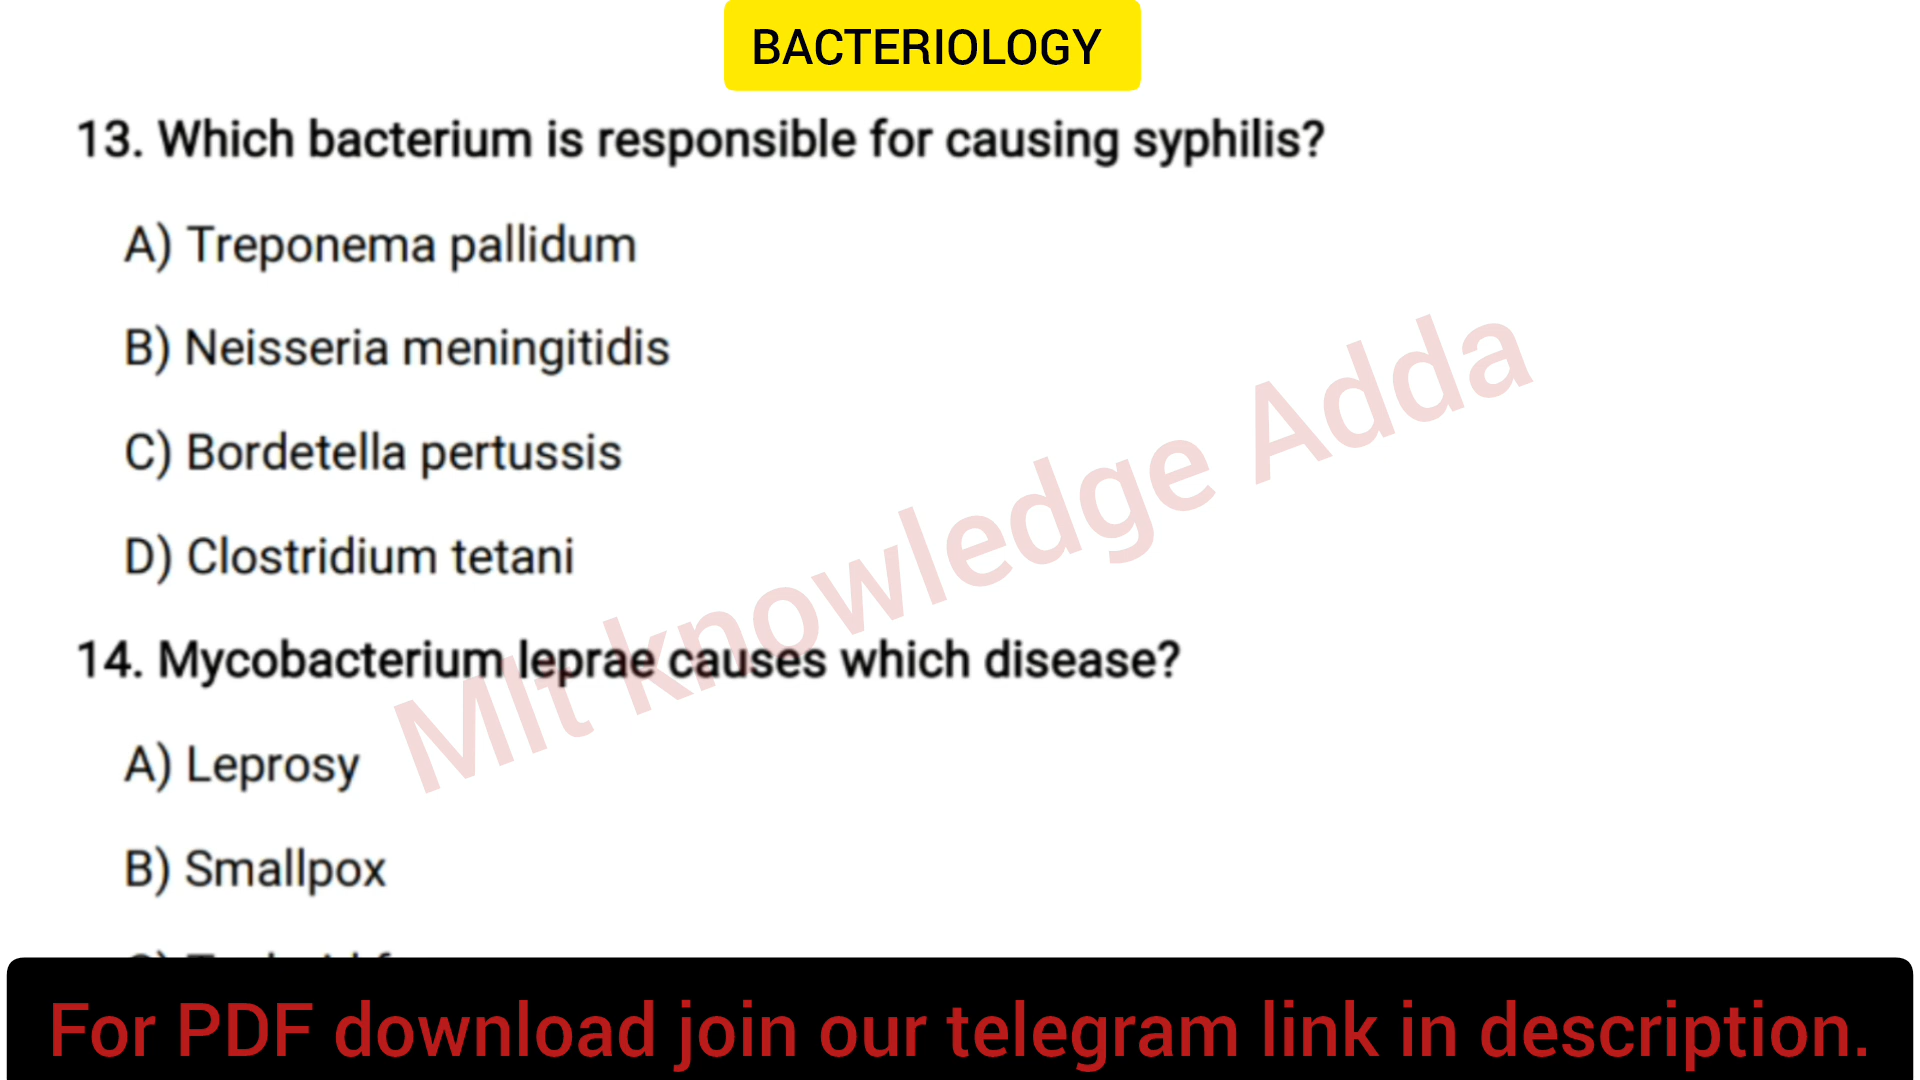 BACTERIOLOGY
13. Which bacterium is responsible for causing syphilis?
A) Treponema pallidum
B) Neisseria meningitidis
C) Bordetella pertussis
D) Clostridium tetani
14. Mycobacterium leprae causes which disease?
A) Leprosy
B) Smallpox
Mlt knowledge Adda
For PDF download join our telegram link in description.